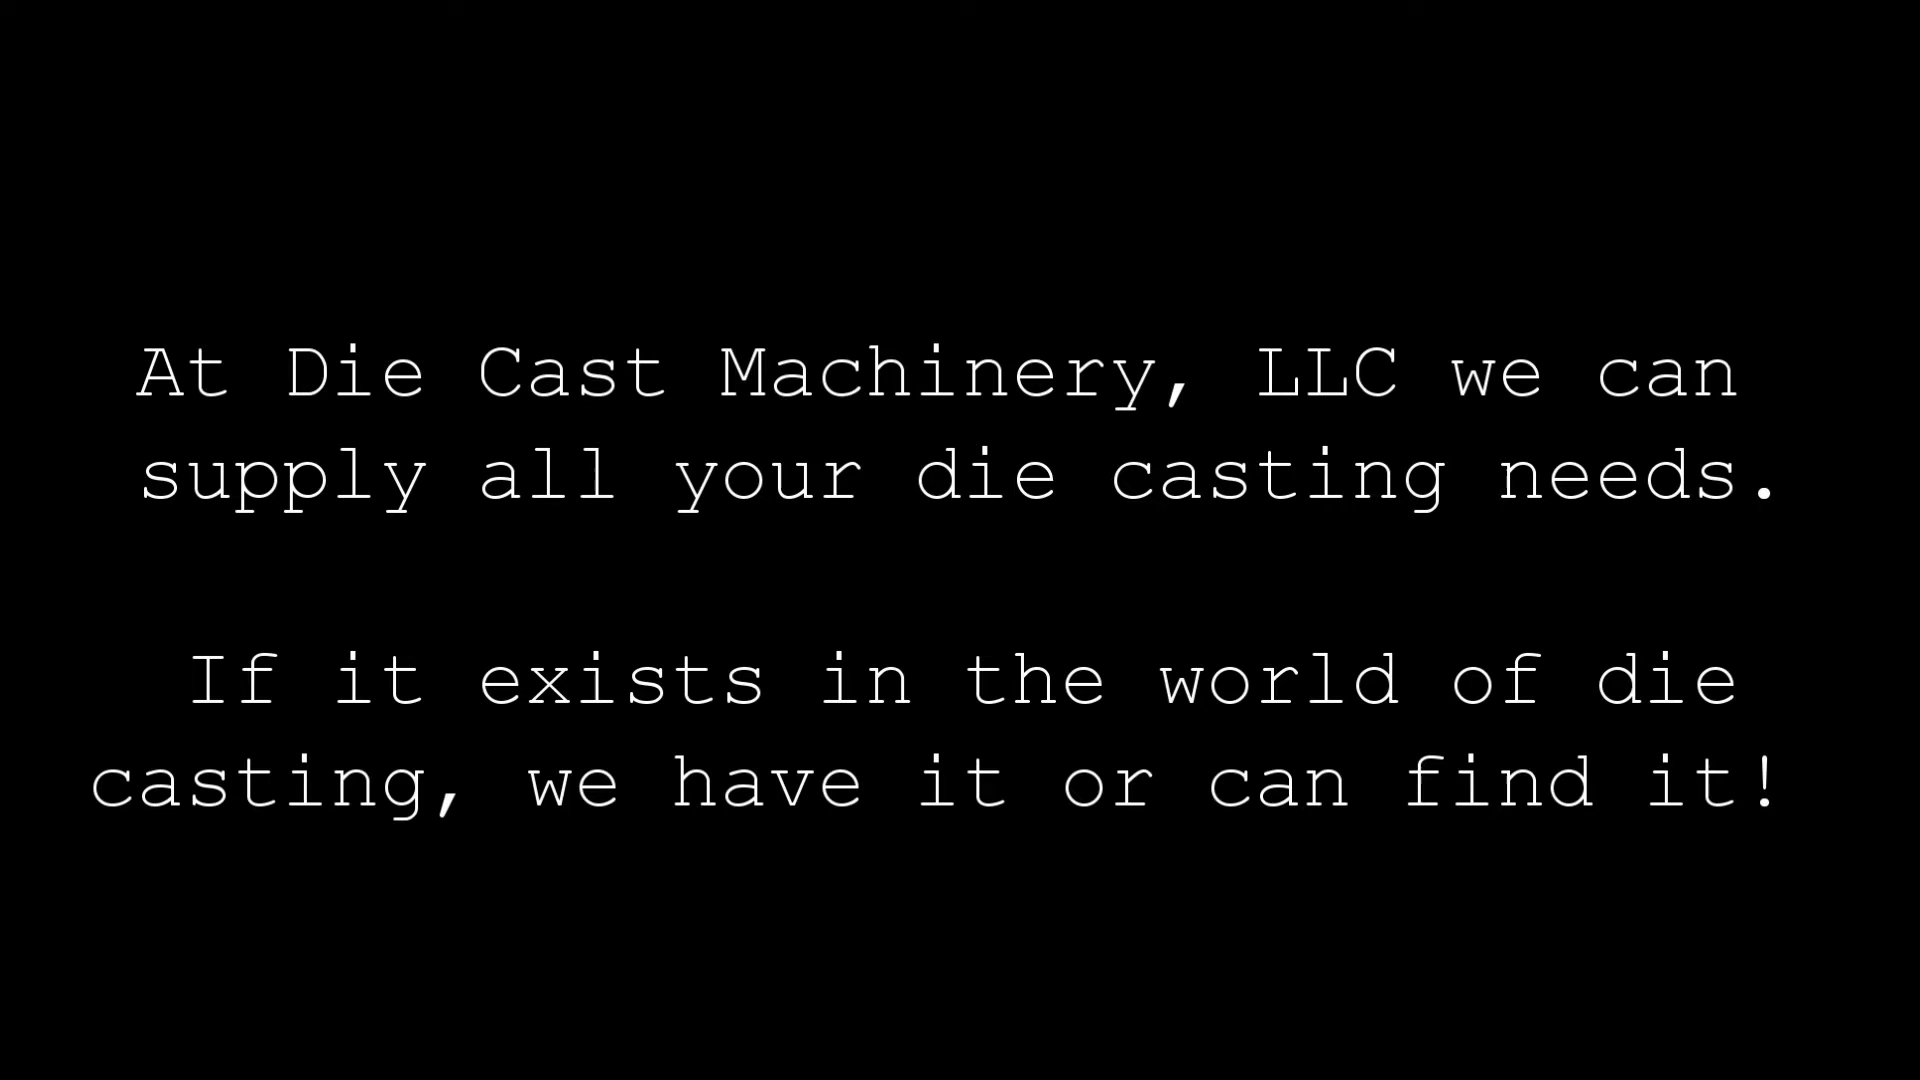 At Die Cast Machinery, LLC we can
supply all your die casting needs.
If it exists in the world of die
casting, we have it or can find it!